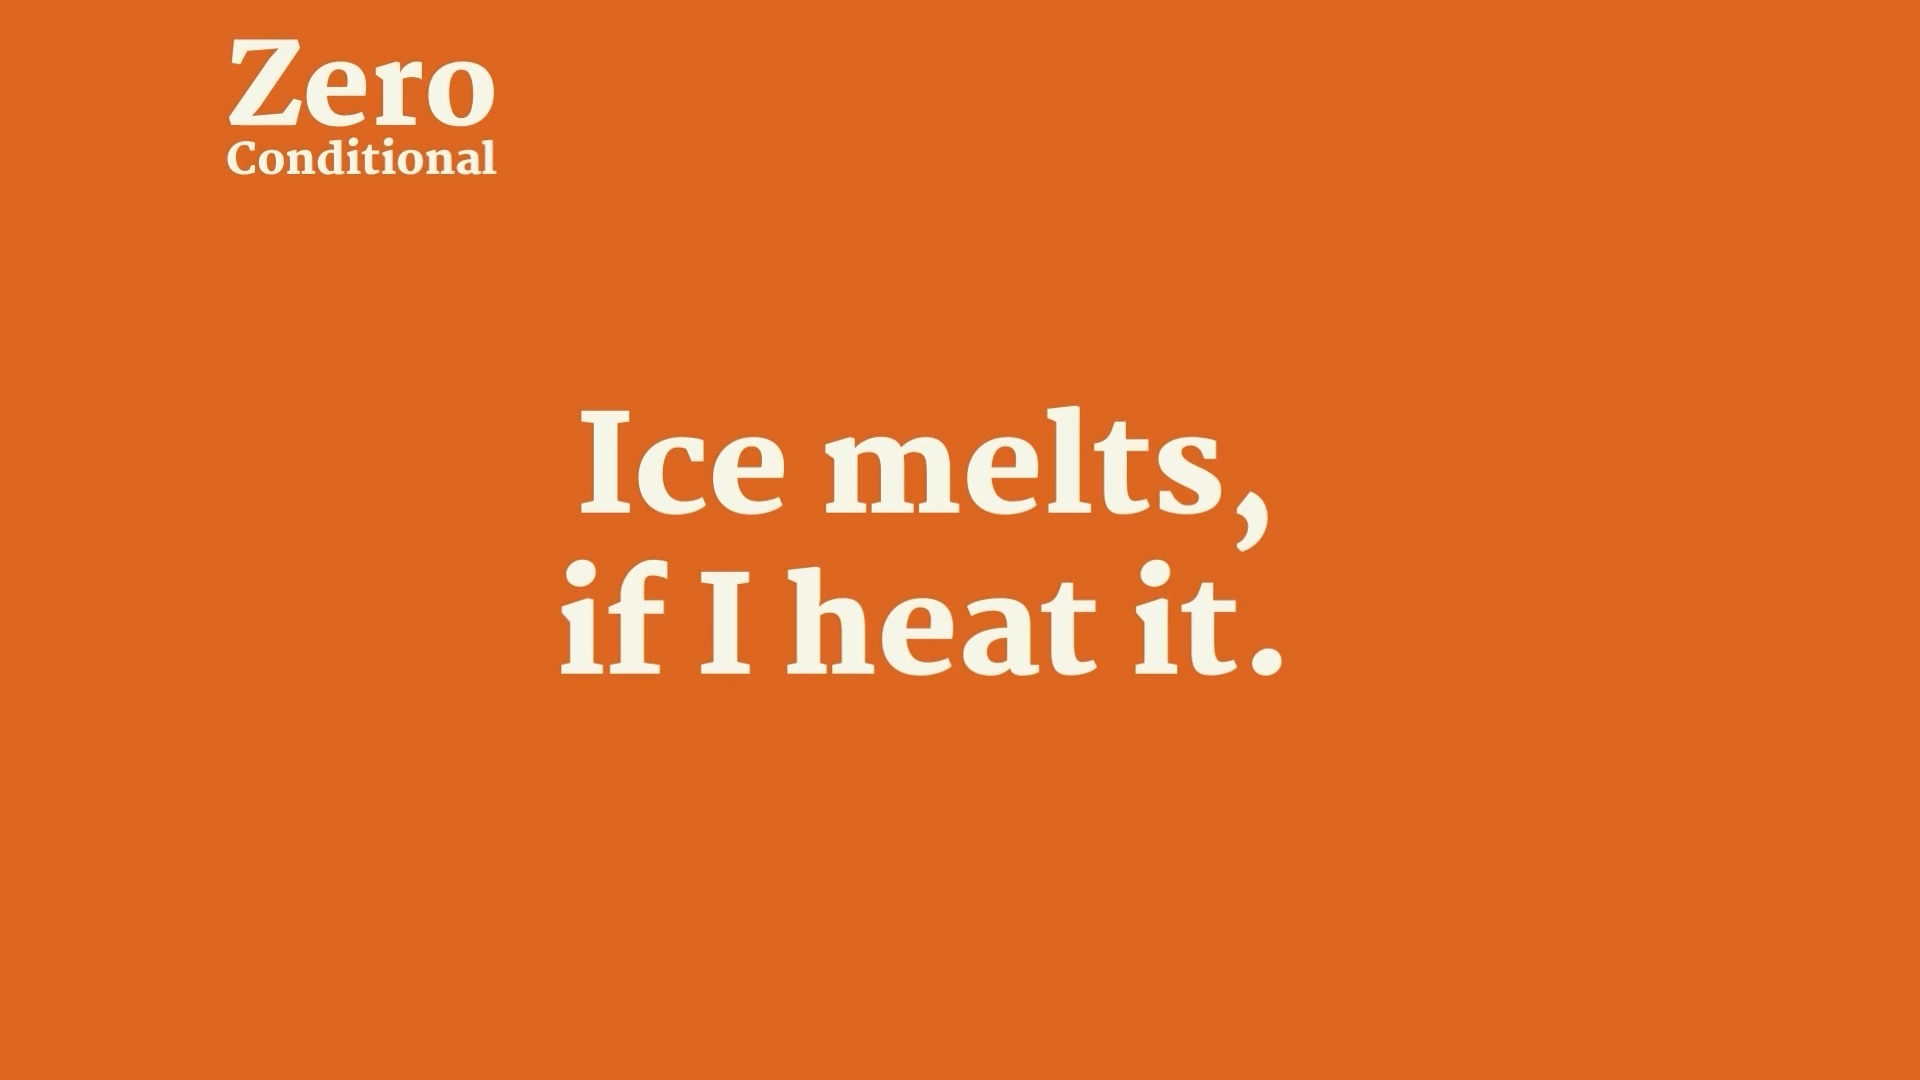 Zero
Conditional
Ice melts,
if I heat it.